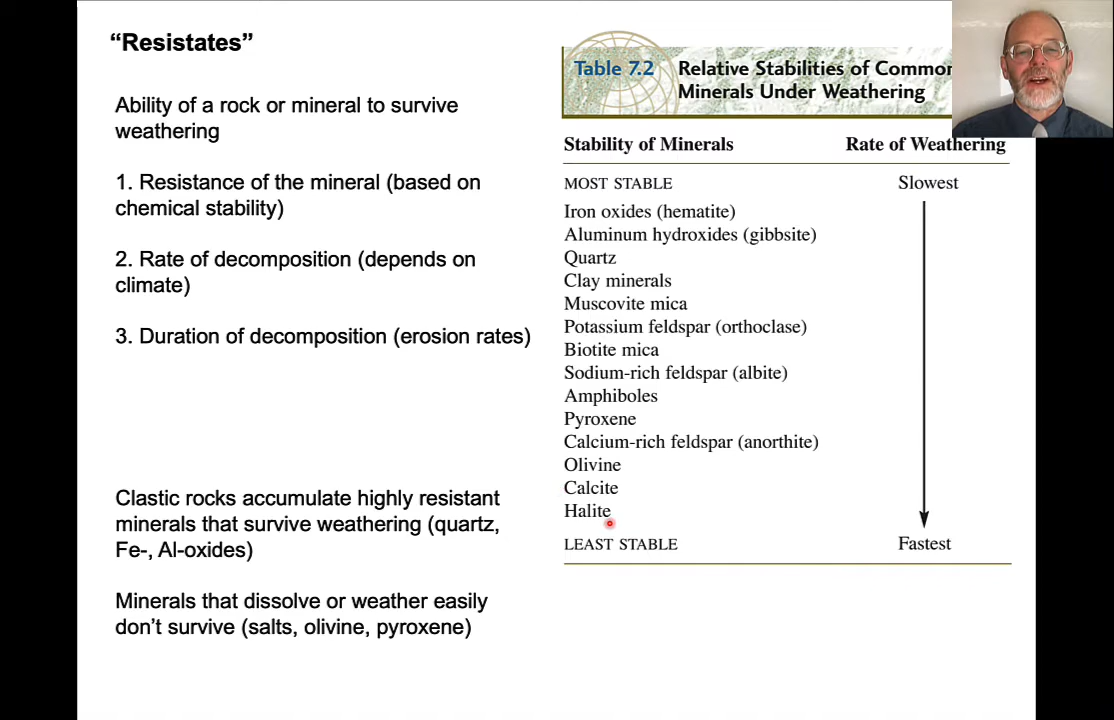 “Resistates”
Ability of a rock or mineral to survive
weathering
1. Resistance of the mineral (based on
chemical stability)
2. Rate of decomposition (depends on
climate)
3. Duration of decomposition (erosion rates)
Clastic rocks accumulate highly resistant
minerals that survive weathering (quartz,
Fe-, Al-oxides)
Minerals that dissolve or weather easily
don’t survive (salts, olivine, pyroxene)
Table 7.2 Relative Stabilities of Common
Minerals Under Weathering
Stability of Minerals Rate of Weathering
MOST STABLE Slowest
Iron oxides (hematite)
Aluminum hydroxides (gibbsite)
Quartz
Clay minerals
Muscovite mica
Potassium feldspar (orthoclase)
Biotite mica
Sodium-rich feldspar (albite)
Amphiboles
Pyroxene
Calcium-rich feldspar (anorthite)
Olivine
Calcite
Halite
LEAST STABLE Fastest